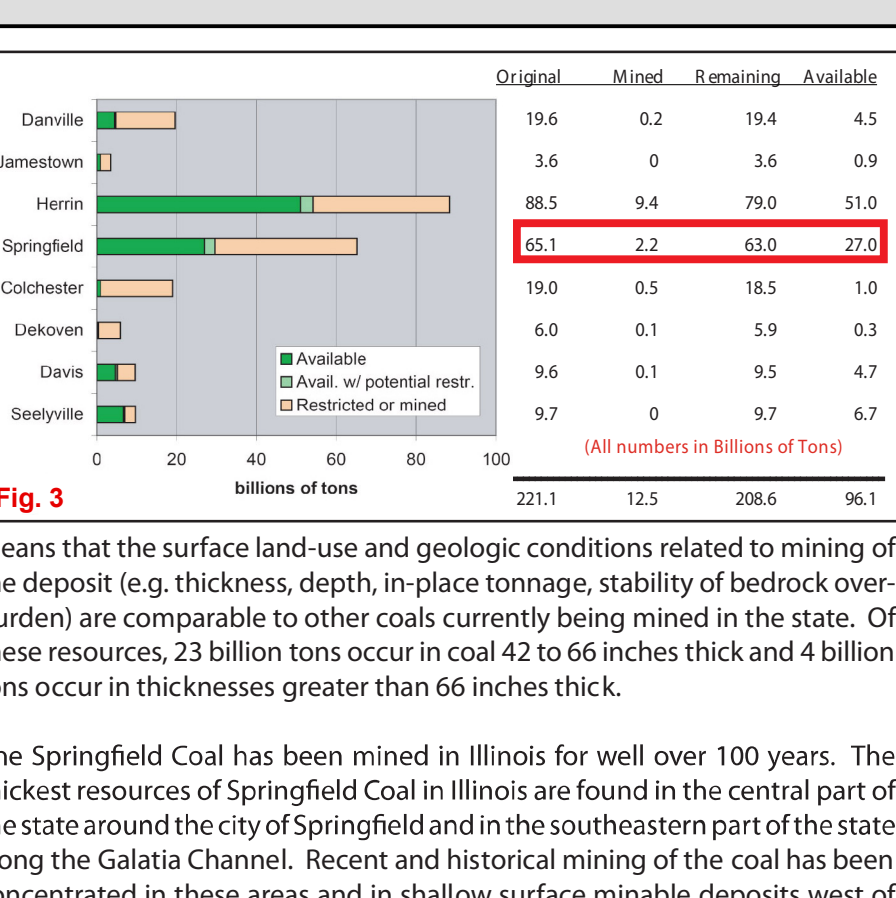 Original Mined Remaining Available
Danville 19.6 0.2 19.4 4.5
Jamestown 3.6 0 3.6 0.9
Herrin 88.5 9.4 79.0 51.0
Springfield 65.1 2.2 63.0 27.0
Colchester 19.0 0.5 18.5 1.0
Dekoven 6.0 0.1 5.9 0.3
Davis 9.6 0.1 9.5 4.7
Seelyville 9.7 0 9.7 6.7
Available
Avail. w/ potential restr.
Restricted or mined
(All numbers in Billions of Tons)
0 20 40 60 80 100
billions of tons
Fig. 3
221.1 12.5 208.6 96.1
eans that the surface land-use and geologic conditions related to mining of
he deposit (e.g. thickness, depth, in-place tonnage, stability of bedrock over-
urden) are comparable to other coals currently being mined in the state. Of
hese resources, 23 billion tons occur in coal 42 to 66 inches thick and 4 billion
ons occur in thicknesses greater than 66 inches thick.
he Springfield Coal has been mined in Illinois for well over 100 years. The
hickest resources of Springfield Coal in Illinois are found in the central part of
he state around the city of Springfield and in the southeastern part of the state
ong the Galatia Channel. Recent and historical mining of the coal has been
oncentrated in these areas and in shallow surface minable deposits west of